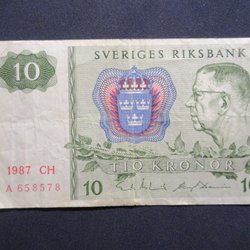 10
SVERIGES RIKSBANK
1987 CH
A 658578
TIO KRONOR
10
10